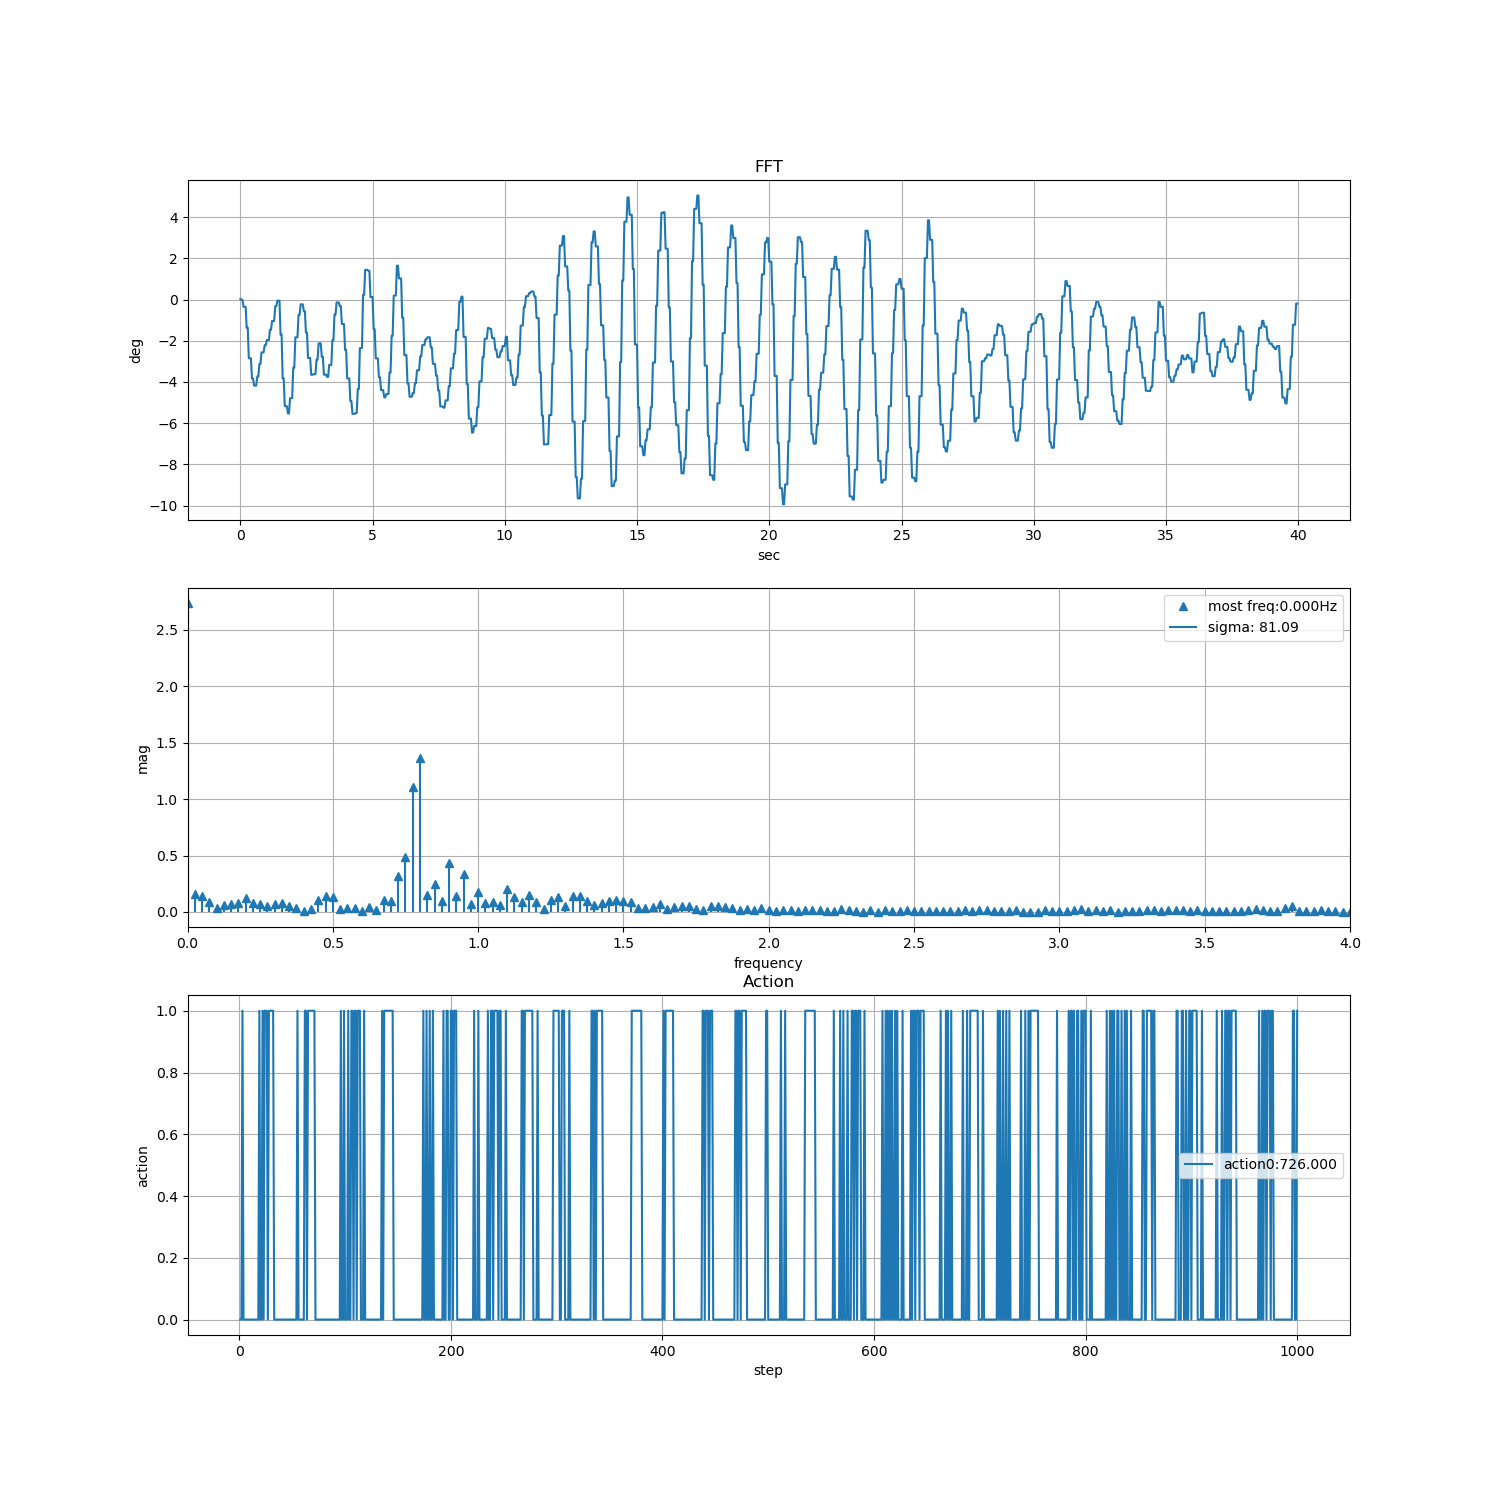 FFT
4
2
0
−2
−4
−6
−8
−10
deg
0 5 10 15 20 25 30 35 40
sec
most freq:0.000Hz
sigma: 81.09
2.5
2.0
1.5
1.0
0.5
0.0
mag
0.0 0.5 1.0 1.5 2.0 2.5 3.0 3.5 4.0
frequency
Action
1.0
0.8
0.6
0.4
0.2
0.0
action
action0:726.000
0 200 400 600 800 1000
step